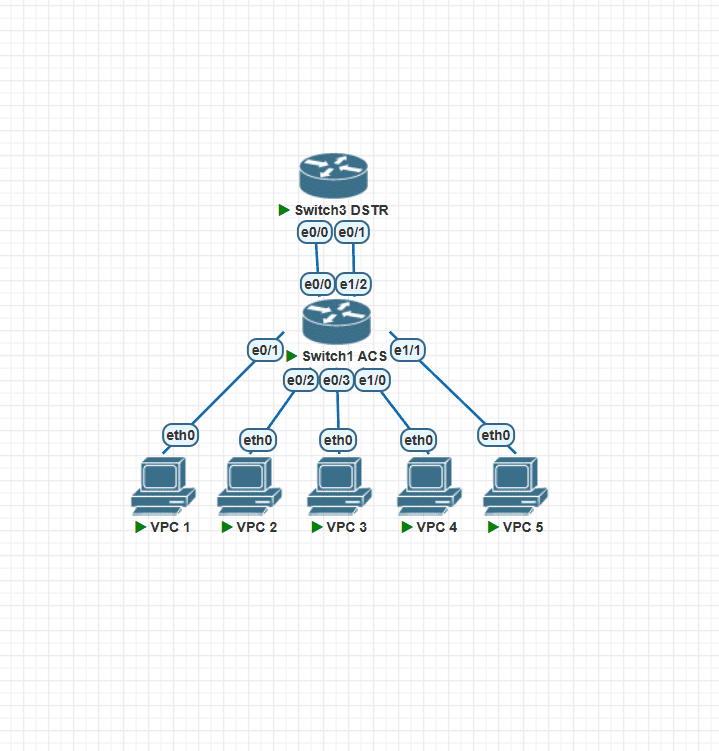 Switch3 DSTR
e0/0 e0/1
e0/0 e1/2
e0/1 Switch1 ACS e1/1
e0/2 e0/3 e1/0
eth0 eth0 eth0 eth0 eth0
VPC 1 VPC 2 VPC 3 VPC 4 VPC 5